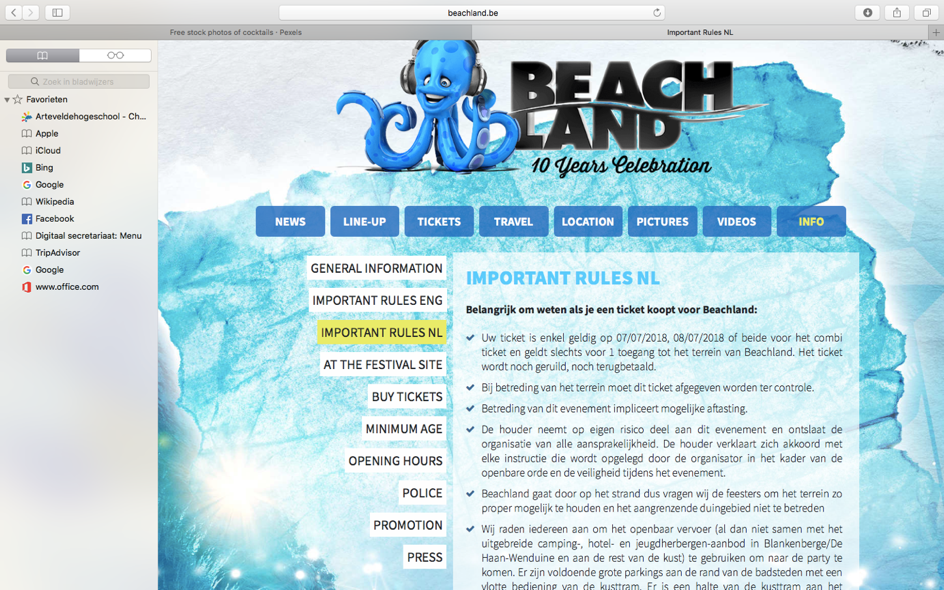 beachland.be
Free stock photos of cocktails - Pexels
Important Rules NL
Zoek in bladwijzers
Favorieten
Arteveldehogeschool - Ch...
Apple
iCloud
Bing
Google
Wikipedia
Facebook
Digitaal secretariaat: Menu
TripAdvisor
Google
www.office.com
BEACH
LAND
10 Years Celebration
NEWS
LINE-UP
TICKETS
TRAVEL
LOCATION
PICTURES
VIDEOS
INFO
GENERAL INFORMATION
IMPORTANT RULES ENG
IMPORTANT RULES NL
AT THE FESTIVAL SITE
BUY TICKETS
MINIMUM AGE
OPENING HOURS
POLICE
PROMOTION
PRESS
IMPORTANT RULES NL
Belangrijk om weten als je een ticket koopt voor Beachland:
Uw ticket is enkel geldig op 07/07/2018, 08/07/2018 of beide voor het combi
ticket en geldt slechts voor 1 toegang tot het terrein van Beachland. Het ticket
wordt noch geruild, noch terugbetaald.
Bij betreding van het terrein moet dit ticket afgegeven worden ter controle.
Betreding van dit evenement impliceert mogelijke aftasting.
De houder neemt op eigen risico deel aan dit evenement en ontslaat de
organisatie van alle aansprakelijkheid. De houder verklaart zich akkoord met
elke instructie die wordt opgelegd door de organisator in het kader van de
openbare orde en de veiligheid tijdens het evenement.
Beachland gaat door op het strand dus vragen wij de feesters om het terrein zo
proper mogelijk te houden en het aangrenzende duingebied niet te betreden
Wij raden iedereen aan om het openbaar vervoer (al dan niet samen met het
uitgebreide camping-, hotel- en jeugdherbergen-aanbod in Blankenberge/De
Haan-Wenduine en aan de rest van de kust) te gebruiken om naar de party te
komen. Er zijn voldoende grote parkings aan de rand van de badsteden met een
vlotte bediening van de kusttram. Er is een halte van de kusttram aan het